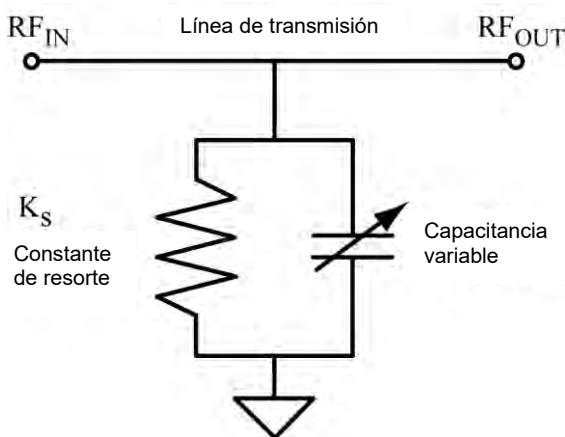 Línea de transmisión
RF_IN
RF_OUT
K_S
Constante
de resorte
Capacitancia
variable